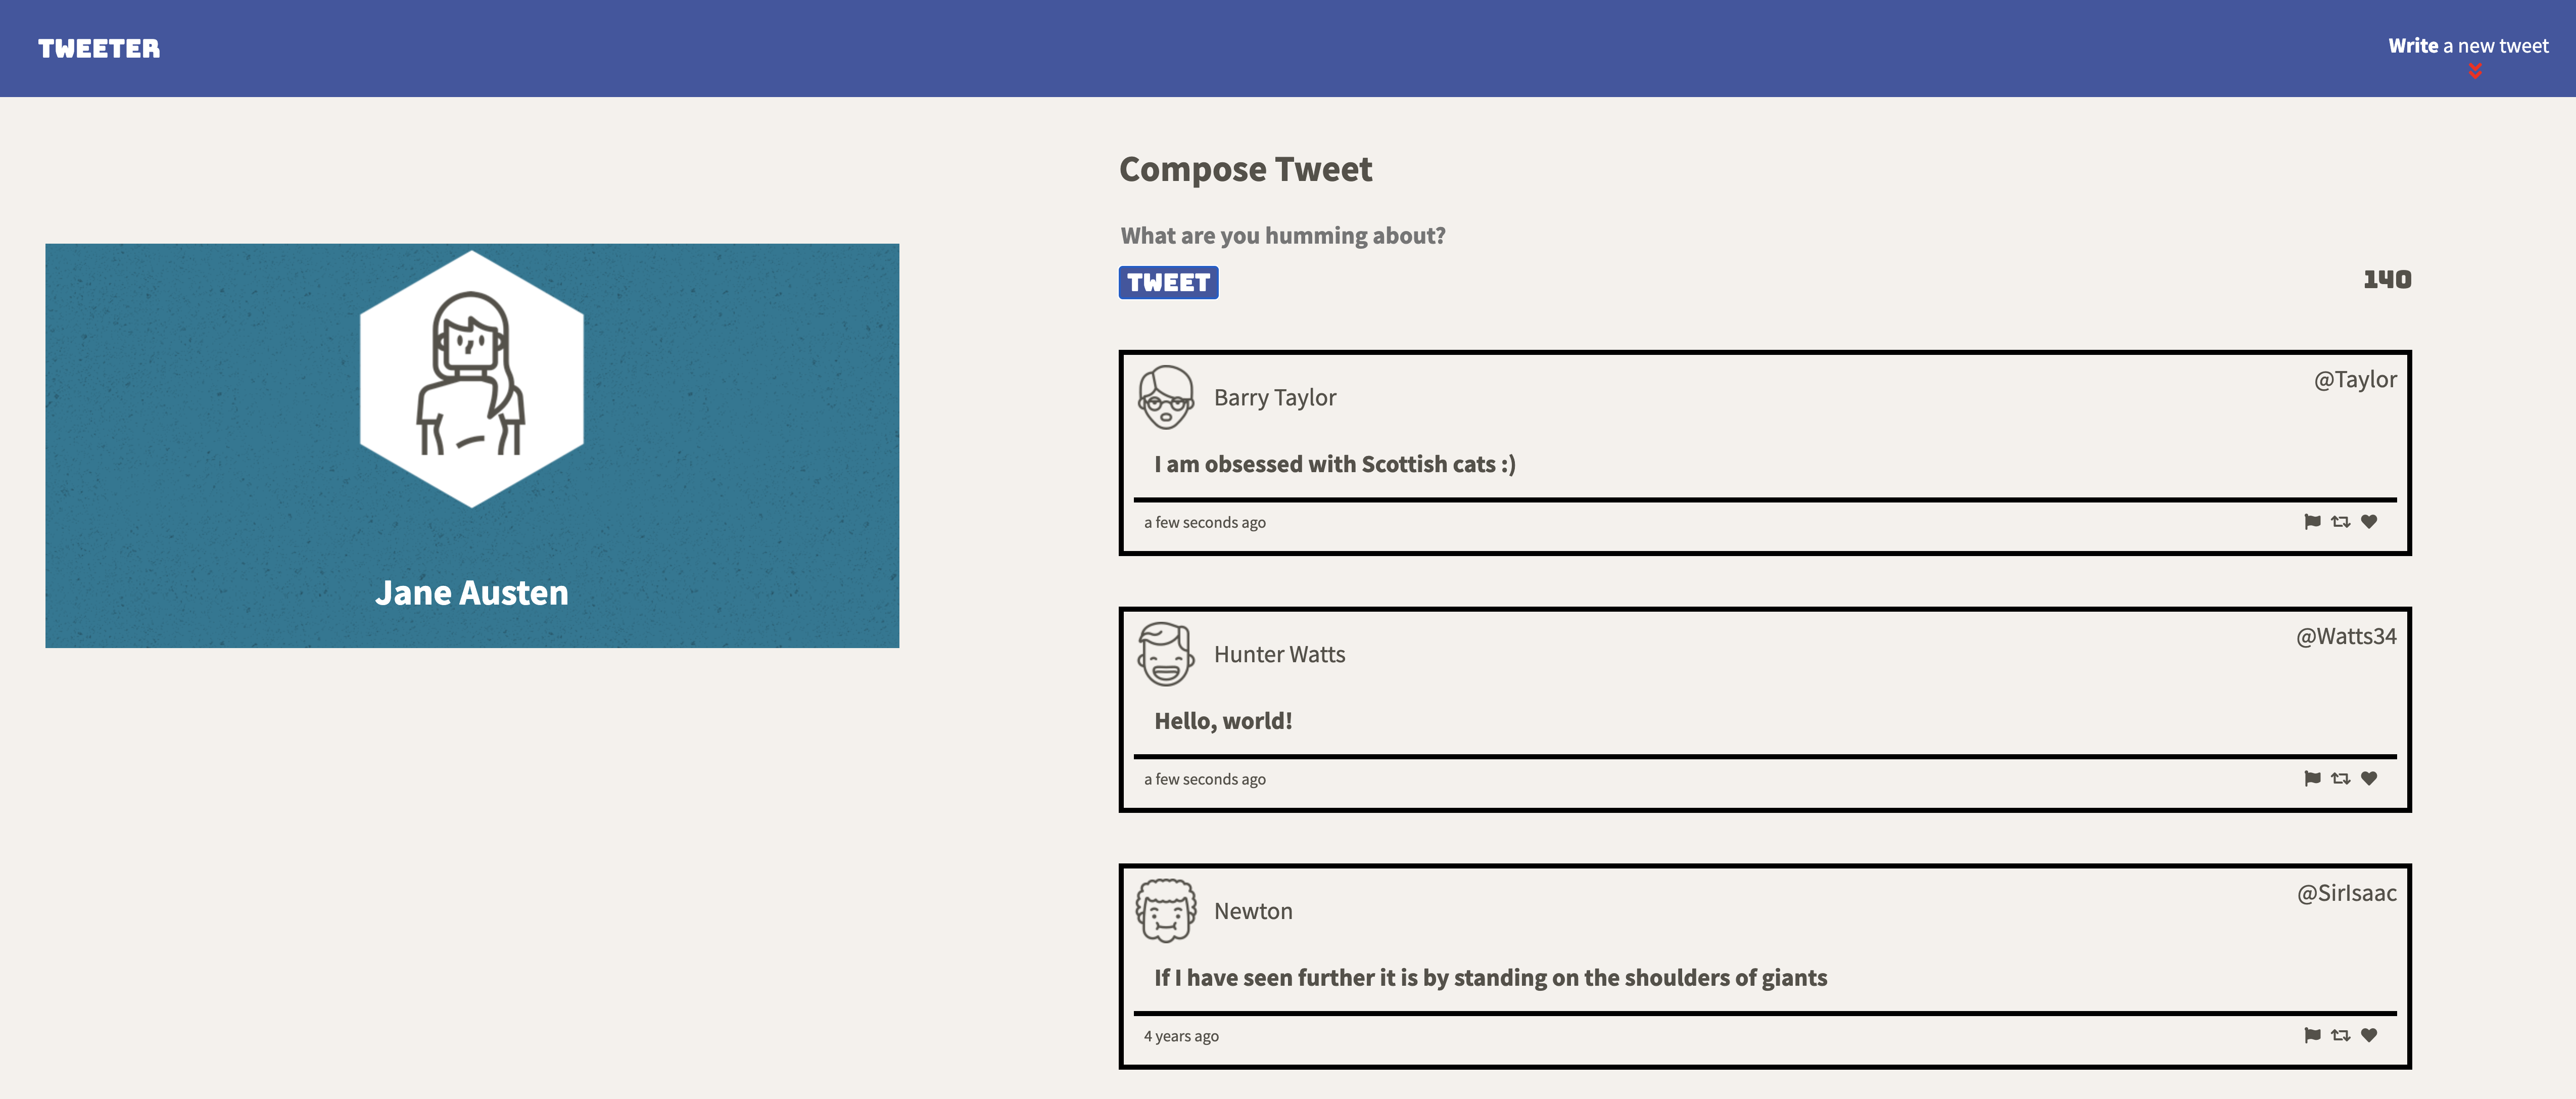 TWEETER
Write a new tweet
Jane Austen
Compose Tweet
What are you humming about?
TWEET
140
Barry Taylor
@Taylor
I am obsessed with Scottish cats :)
a few seconds ago
Hunter Watts
@Watts34
Hello, world!
a few seconds ago
Newton
@SirIsaac
If I have seen further it is by standing on the shoulders of giants
4 years ago